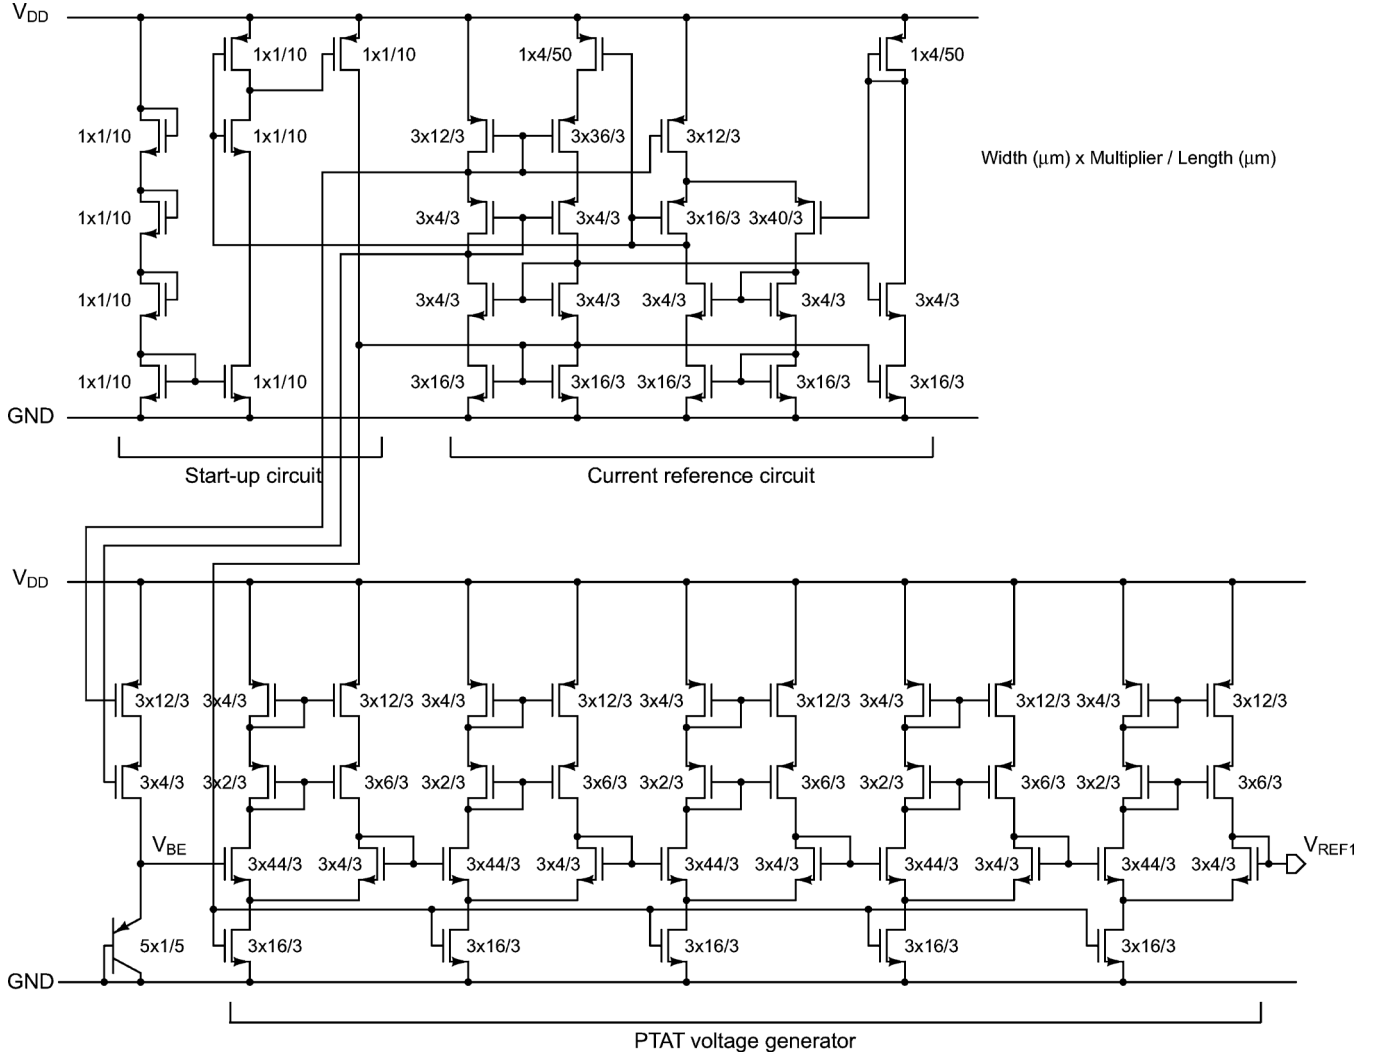 VDD
1x1/10 1x1/10 1x4/50 1x4/50
1x1/10 1x1/10 3x12/3 3x36/3 3x12/3
Width (μm) x Multiplier / Length (μm)
1x1/10 3x4/3 3x4/3 3x16/3 3x40/3
1x1/10 3x4/3 3x4/3 3x4/3 3x4/3 3x4/3
1x1/10 1x1/10 3x16/3 3x16/3 3x16/3 3x16/3 3x16/3
GND
Start-up circuit Current reference circuit
VDD
3x12/3 3x4/3 3x12/3 3x4/3 3x12/3 3x4/3 3x12/3 3x4/3 3x12/3 3x4/3 3x12/3
3x4/3 3x2/3 3x6/3 3x2/3 3x6/3 3x2/3 3x6/3 3x2/3 3x6/3 3x2/3 3x6/3
VBE VREF1
3x44/3 3x4/3 3x44/3 3x4/3 3x44/3 3x4/3 3x44/3 3x4/3 3x44/3 3x4/3
5x1/5 3x16/3 3x16/3 3x16/3 3x16/3 3x16/3
GND
PTAT voltage generator